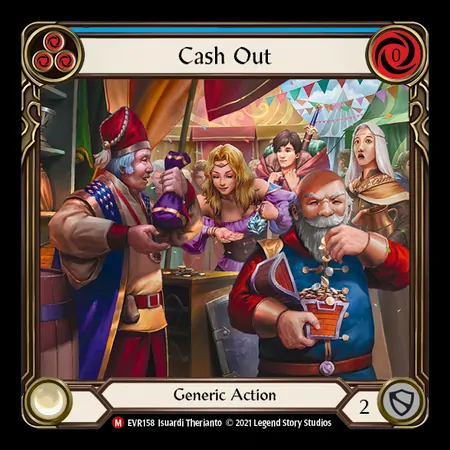 0
Cash Out
Generic Action
2
M EVR158 Isuardi Therianto © 2021 Legend Story Studios